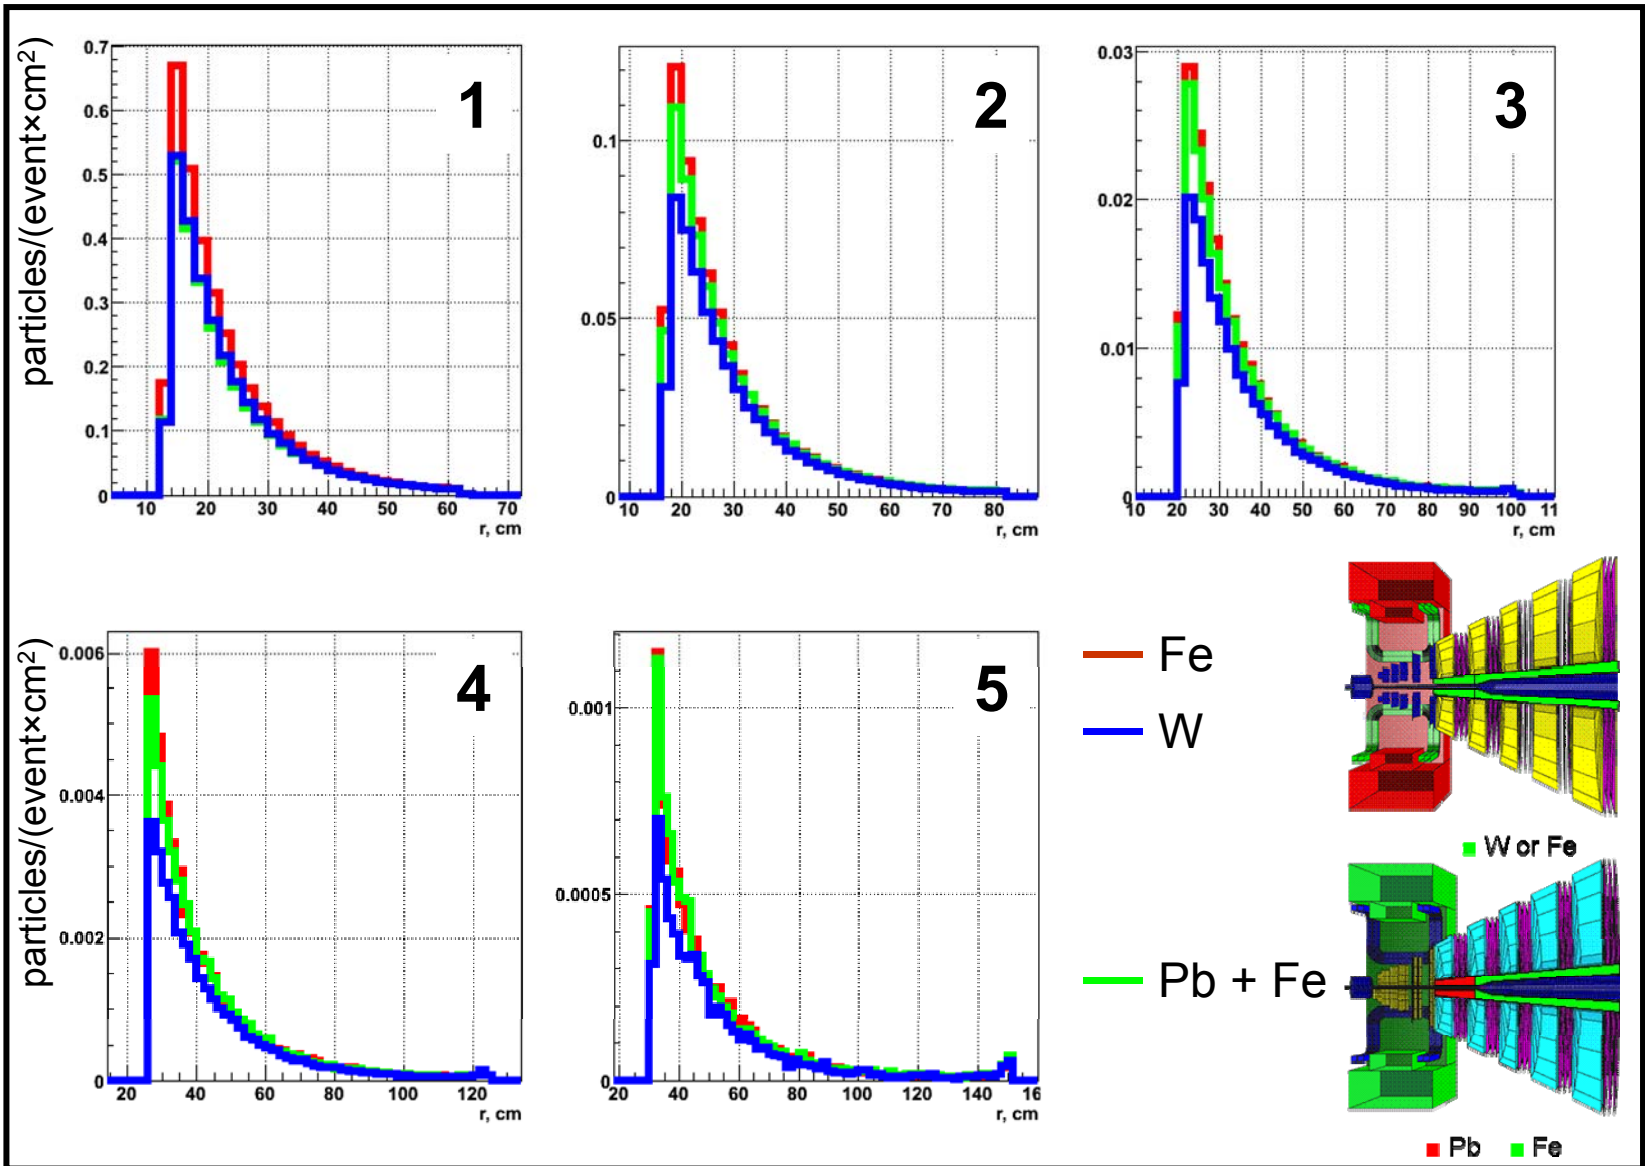 particles/(event×cm²)
0.7
0.6
0.5
0.4
0.3
0.2
0.1
0
10 20 30 40 50 60 70
r, cm
1
0.1
0.05
0
10 20 30 40 50 60 70 80
r, cm
2
0.03
0.02
0.01
0
10 20 30 40 50 60 70 80 90 100 11
r, cm
3
particles/(event×cm²)
0.006
0.004
0.002
0
20 40 60 80 100 120
r, cm
4
0.001
0.0005
0
20 40 60 80 100 120 140 16
r, cm
5
Fe
W
W or Fe
Pb + Fe
Pb Fe